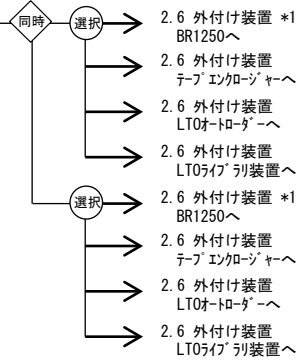 同時
選択
2.6 外付け装置 *1
BR1250へ
2.6 外付け装置
ﾃｰﾌﾟｴﾝｸﾛｰｼﾞｬｰへ
2.6 外付け装置
LTOｵｰﾄﾛｰﾀﾞｰへ
2.6 外付け装置
LTOﾗｲﾌﾞﾗﾘ装置へ
選択
2.6 外付け装置 *1
BR1250へ
2.6 外付け装置
ﾃｰﾌﾟｴﾝｸﾛｰｼﾞｬｰへ
2.6 外付け装置
LTOｵｰﾄﾛｰﾀﾞｰへ
2.6 外付け装置
LTOﾗｲﾌﾞﾗﾘ装置へ